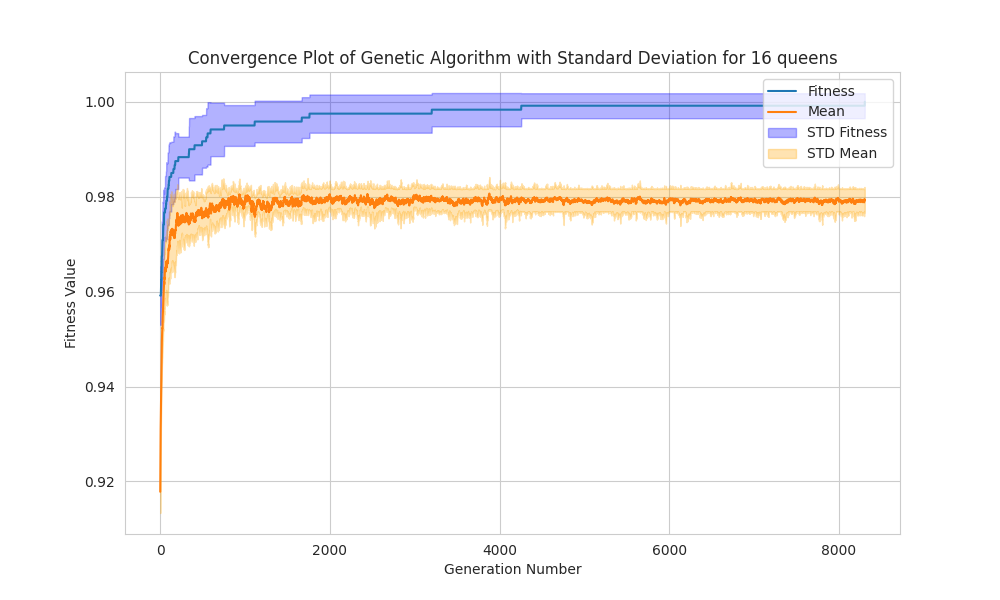 Convergence Plot of Genetic Algorithm with Standard Deviation for 16 queens
1.00
0.98
0.96
0.94
0.92
Fitness Value
Fitness
Mean
STD Fitness
STD Mean
0
2000
4000
6000
8000
Generation Number